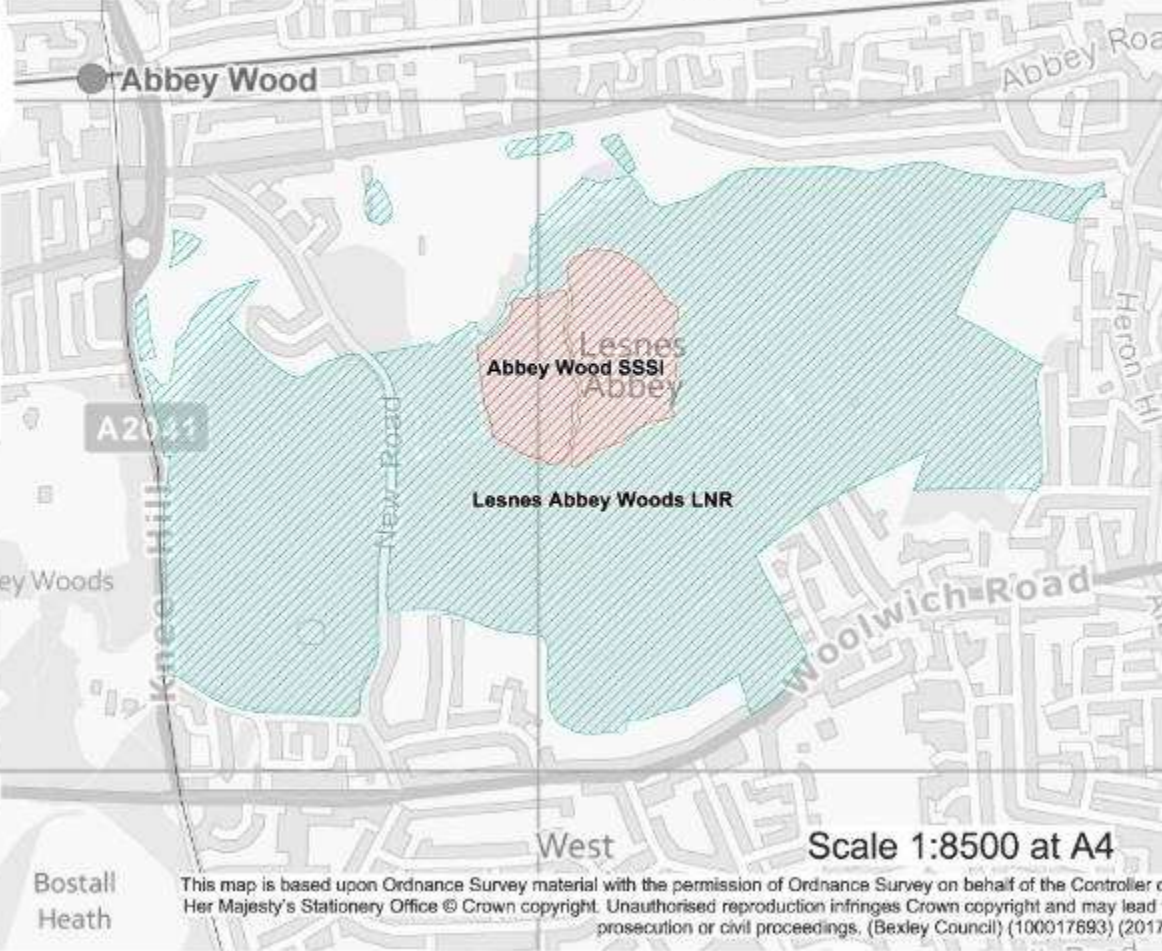 Abbey Road
Abbey Wood
Heron Hi
Lesnes
Abbey Wood SSSI
Abbey
A2041
New Road
Lesnes Abbey Woods LNR
Knee Hill
ey Woods
Woolwich Road
West
Scale 1:8500 at A4
Bostall
Heath
This map is based upon Ordnance Survey material with the permission of Ordnance Survey on behalf of the Controller o
Her Majesty's Stationery Office © Crown copyright. Unauthorised reproduction infringes Crown copyright and may lead
prosecution or civil proceedings. (Bexley Council) (100017693) (2017